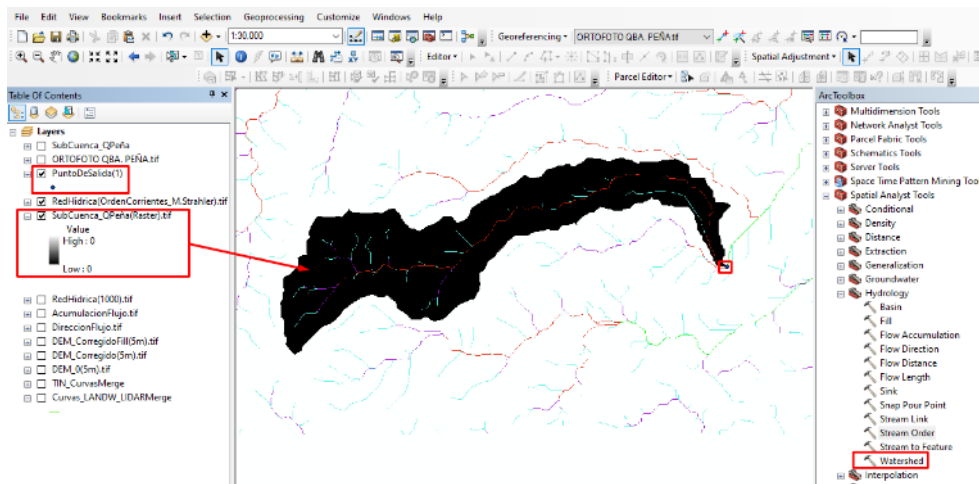 File Edit View Bookmarks Insert Selection Geoprocessing Customize Windows Help
1:30.000 Georeferencing ORTOFOTO QBA. PEÑA.tif
Editor Spatial Adjustment
Parcel Editor
Table Of Contents
Layers
SubCuenca_QPeña
ORTOFOTO QBA. PEÑA.tif
PuntoDeSalida(1)
RedHidrica(OrdenCorrientes_M.Strahler).tif
SubCuenca_QPeña(Raster).tif
Value
High : 0
Low : 0
RedHidrica(1000).tif
AcumulacionFlujo.tif
DireccionFlujo.tif
DEM_CorregidoFill(5m).tif
DEM_Corregido(5m).tif
DEM_0(5m).tif
TIN_CurvasMerge
Curvas_LANDW_LIDARMerge
ArcToolbox
Multidimension Tools
Network Analyst Tools
Parcel Fabric Tools
Schematics Tools
Server Tools
Space Time Pattern Mining Too
Spatial Analyst Tools
Conditional
Density
Distance
Extraction
Generalization
Groundwater
Hydrology
Basin
Fill
Flow Accumulation
Flow Direction
Flow Distance
Flow Length
Sink
Snap Pour Point
Stream Link
Stream Order
Stream to Feature
Watershed
Interpolation